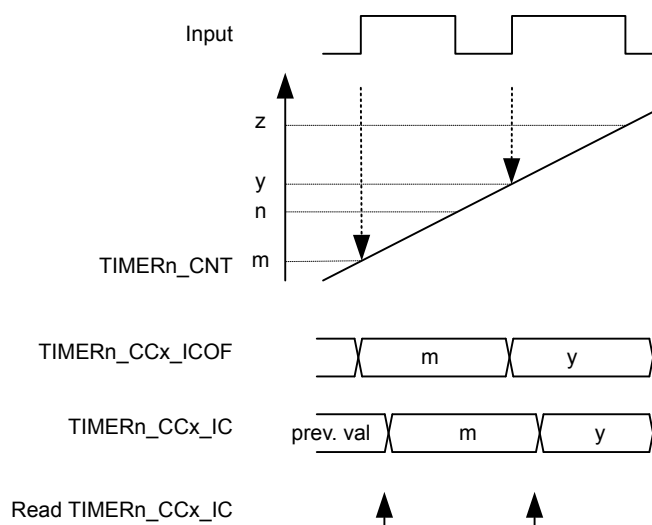 Input
z
y
n
m
TIMERn_CNT
TIMERn_CCx_ICOF
m
y
TIMERn_CCx_IC
prev. val
m
y
Read TIMERn_CCx_IC